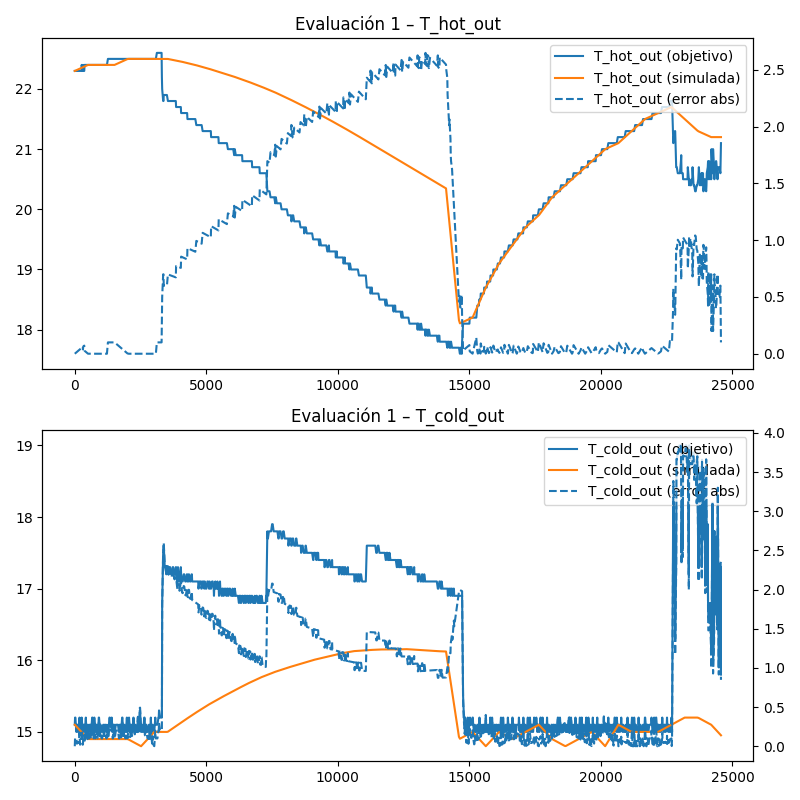 Evaluación 1 – T_hot_out
T_hot_out (objetivo)
T_hot_out (simulada)
T_hot_out (error abs)
22
21
20
19
18
2.5
2.0
1.5
1.0
0.5
0.0
0 5000 10000 15000 20000 25000
Evaluación 1 – T_cold_out
T_cold_out (objetivo)
T_cold_out (simulada)
T_cold_out (error abs)
19
18
17
16
15
4.0
3.5
3.0
2.5
2.0
1.5
1.0
0.5
0.0
0 5000 10000 15000 20000 25000